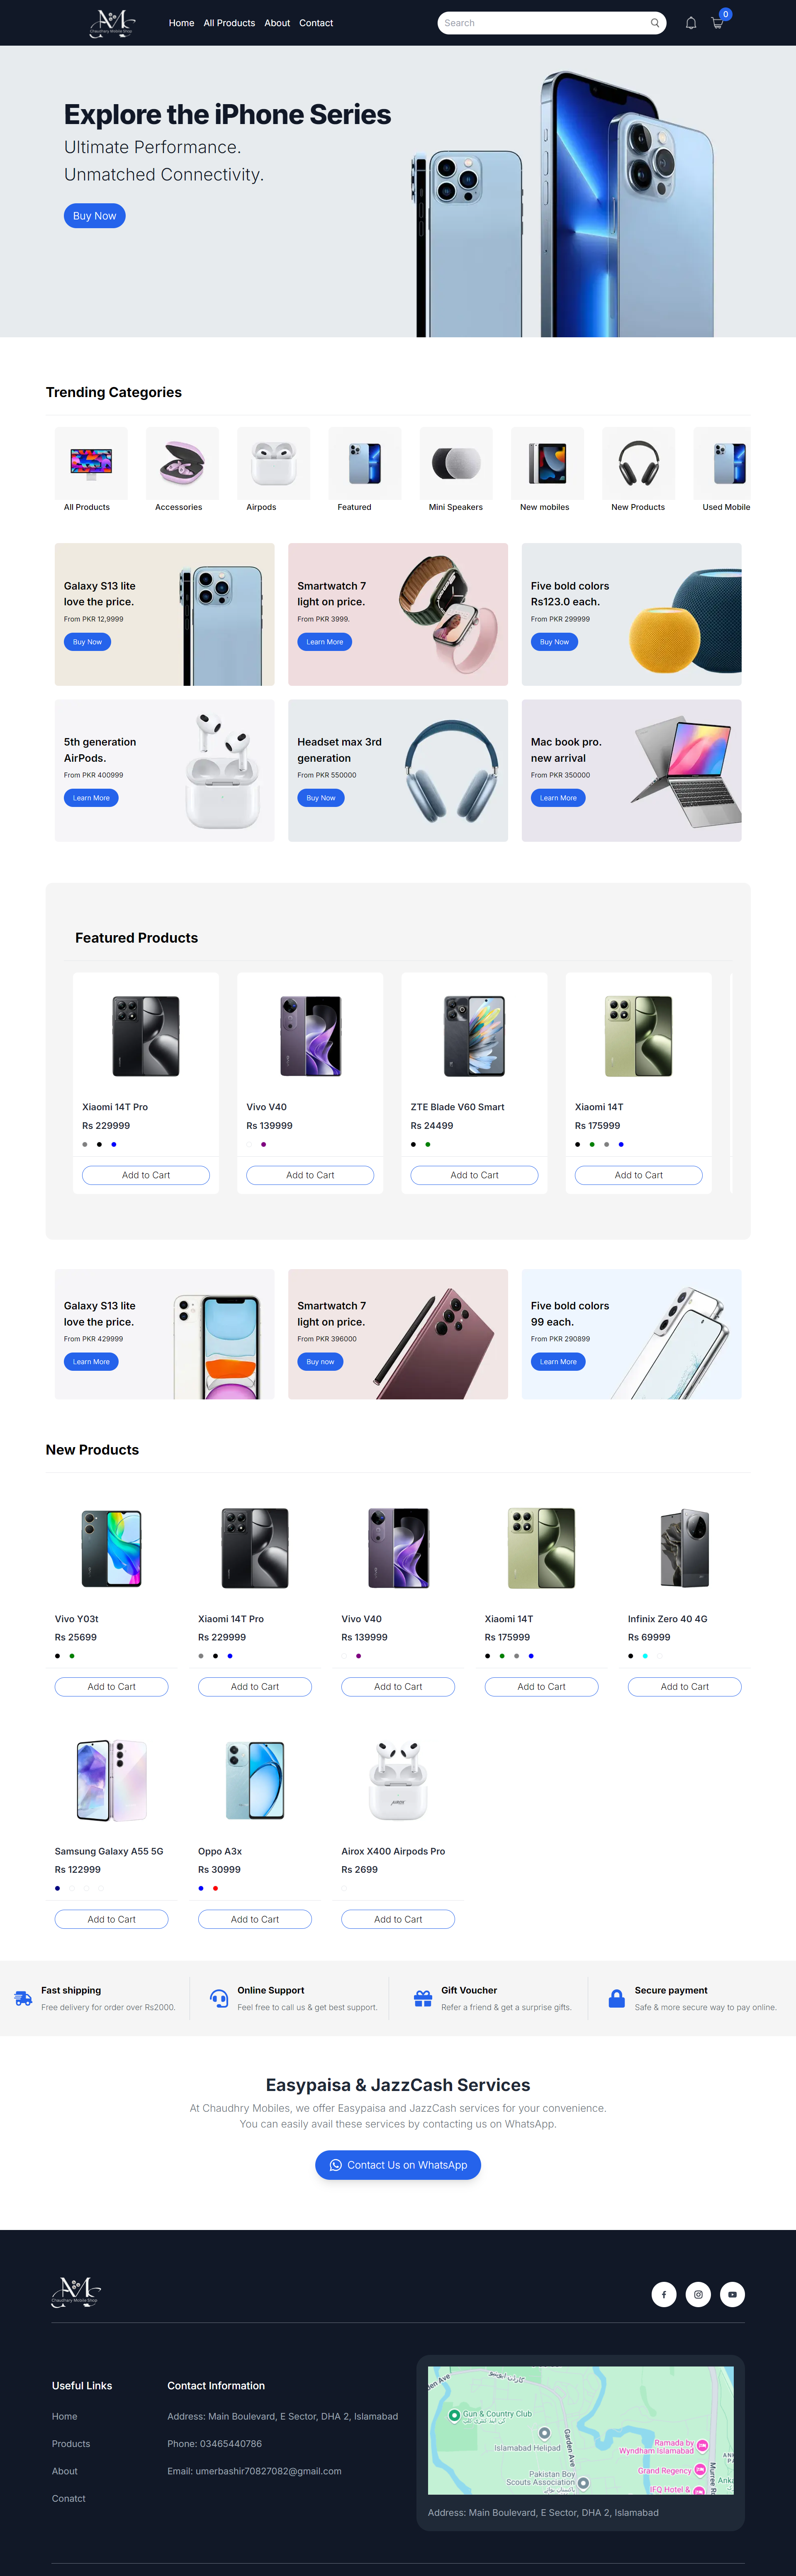 Chaudhary Mobile Shop
Home
All Products
About
Contact
Search
0
Explore the iPhone Series
Ultimate Performance.
Unmatched Connectivity.
Buy Now
Trending Categories
All Products
Accessories
Airpods
Featured
Mini Speakers
New mobiles
New Products
Used Mobile
Galaxy S13 lite
love the price.
From PKR 12,9999
Buy Now
Smartwatch 7
light on price.
From PKR 3999.
Learn More
Five bold colors
Rs123.0 each.
From PKR 299999
Buy Now
5th generation
AirPods.
From PKR 400999
Learn More
Headset max 3rd
generation
From PKR 550000
Buy Now
Mac book pro.
new arrival
From PKR 350000
Learn More
Featured Products
Xiaomi 14T Pro
Rs 229999
Add to Cart
Vivo V40
Rs 139999
Add to Cart
ZTE Blade V60 Smart
Rs 24499
Add to Cart
Xiaomi 14T
Rs 175999
Add to Cart
Galaxy S13 lite
love the price.
From PKR 429999
Learn More
Smartwatch 7
light on price.
From PKR 396000
Buy now
Five bold colors
99 each.
From PKR 290899
Learn More
New Products
Vivo Y03t
Rs 25699
Add to Cart
Xiaomi 14T Pro
Rs 229999
Add to Cart
Vivo V40
Rs 139999
Add to Cart
Xiaomi 14T
Rs 175999
Add to Cart
Infinix Zero 40 4G
Rs 69999
Add to Cart
Samsung Galaxy A55 5G
Rs 122999
Add to Cart
Oppo A3x
Rs 30999
Add to Cart
Airox X400 Airpods Pro
Rs 2699
Add to Cart
Fast shipping
Free delivery for order over Rs2000.
Online Support
Feel free to call us & get best support.
Gift Voucher
Refer a friend & get a surprise gifts.
Secure payment
Safe & more secure way to pay online.
Easypaisa & JazzCash Services
At Chaudhry Mobiles, we offer Easypaisa and JazzCash services for your convenience.
You can easily avail these services by contacting us on WhatsApp.
Contact Us on WhatsApp
Chaudhary Mobile Shop
Useful Links
Home
Products
About
Conatct
Contact Information
Address: Main Boulevard, E Sector, DHA 2, Islamabad
Phone: 03465440786
Email: umerbashir70827082@gmail.com
Gun & Country Club
Islamabad Helipad
Garden Ave
Pakistan Boy
Scouts Association
Ramada by
Wyndham Islamabad
Grand Regency
IFQ Hotel &
Murree R
Address: Main Boulevard, E Sector, DHA 2, Islamabad